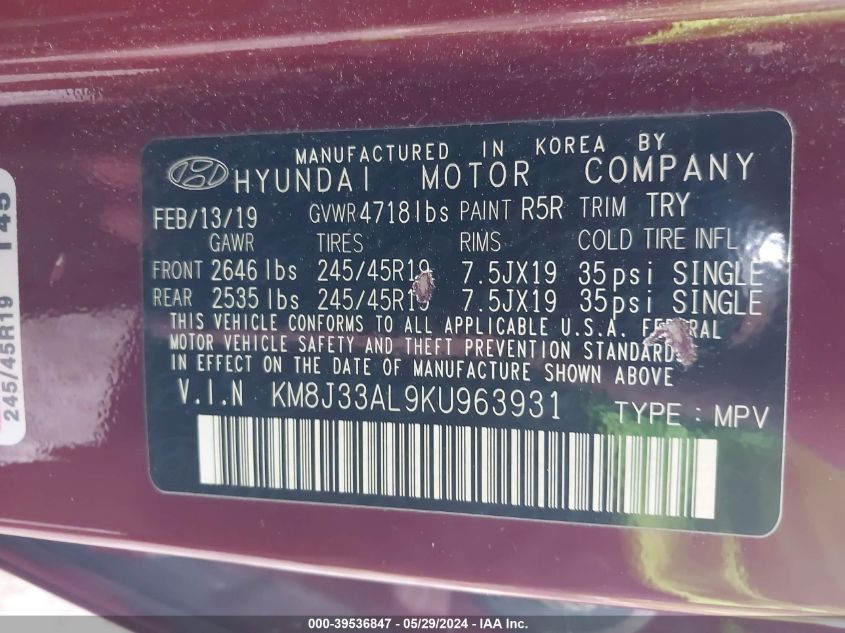 MANUFACTURED IN KOREA BY
HYUNDAI MOTOR COMPANY
FEB/13/19 GVWR 4718 lbs PAINT R5R TRIM TRY
GAWR TIRES RIMS COLD TIRE INFL
FRONT 2646 lbs 245/45R19 7.5JX19 35psi SINGLE
REAR 2535 lbs 245/45R19 7.5JX19 35psi SINGLE
THIS VEHICLE CONFORMS TO ALL APPLICABLE U.S.A. FEDERAL
MOTOR VEHICLE SAFETY AND THEFT PREVENTION STANDARDS
IN EFFECT ON THE DATE OF MANUFACTURE SHOWN ABOVE
V.I.N KM8J33AL9KU963931 TYPE : MPV
245/45R19
000-39536847 / 05/29/2024 - IAA Inc.